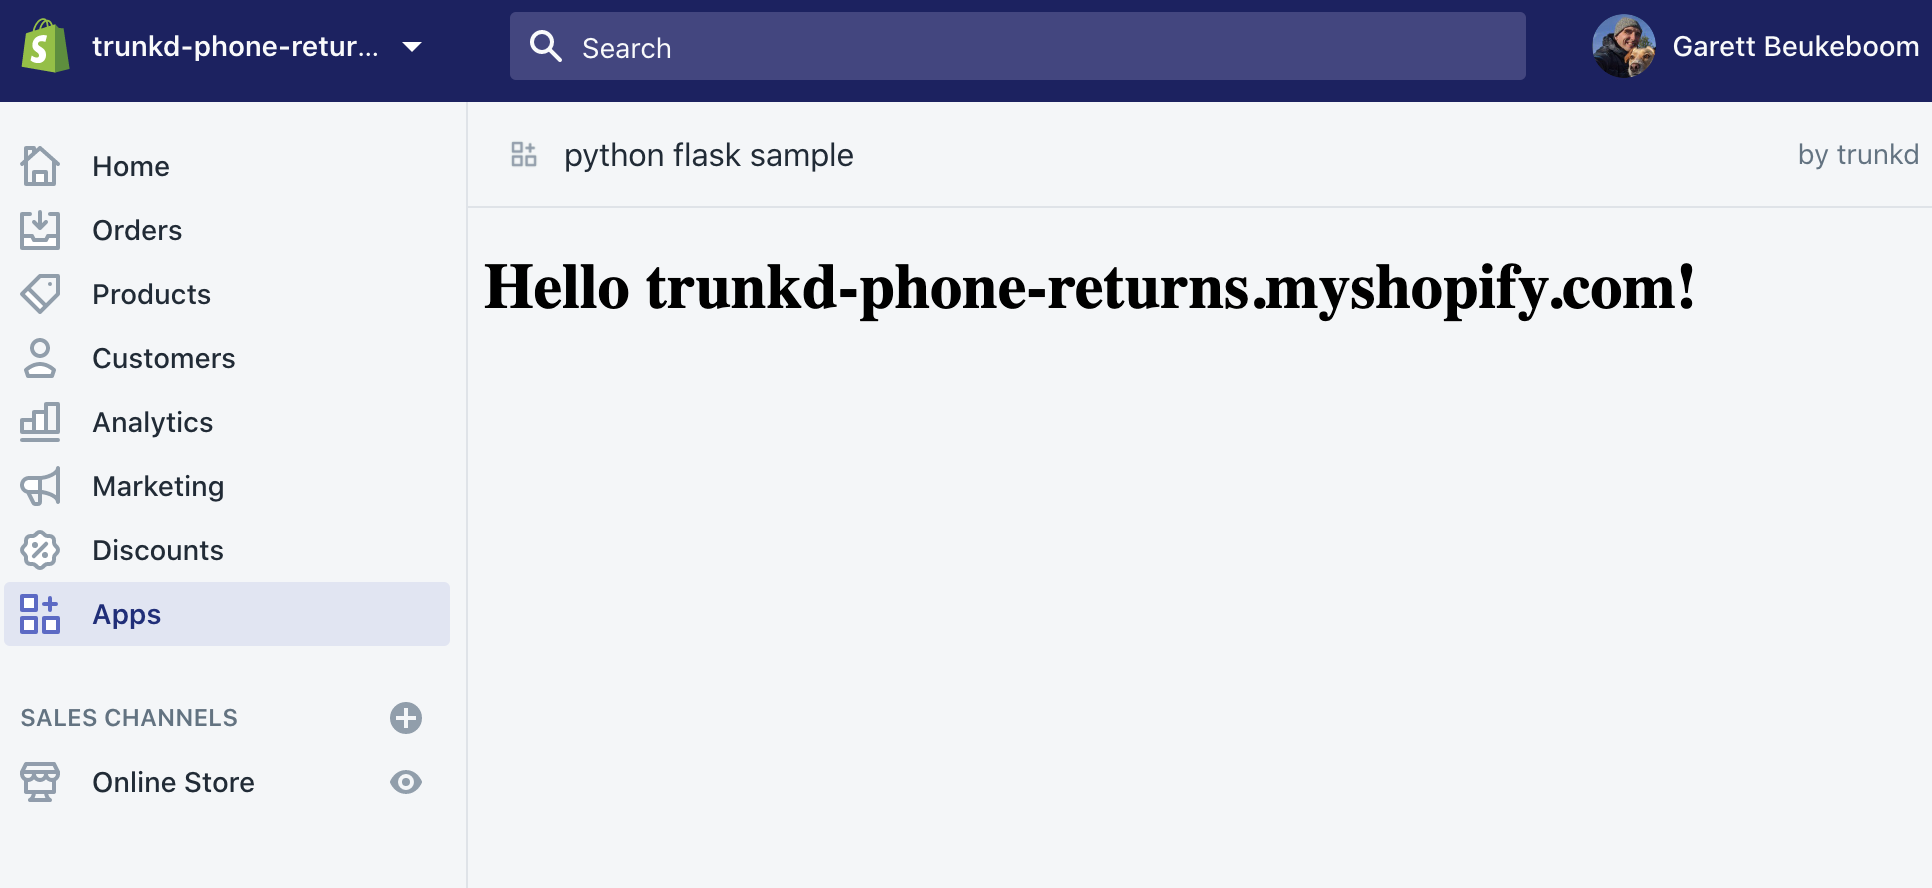 trunkd-phone-retur...
Search
Garett Beukeboom
Home
Orders
Products
Customers
Analytics
Marketing
Discounts
Apps
SALES CHANNELS
Online Store
python flask sample
by trunkd
Hello trunkd-phone-returns.myshopify.com!